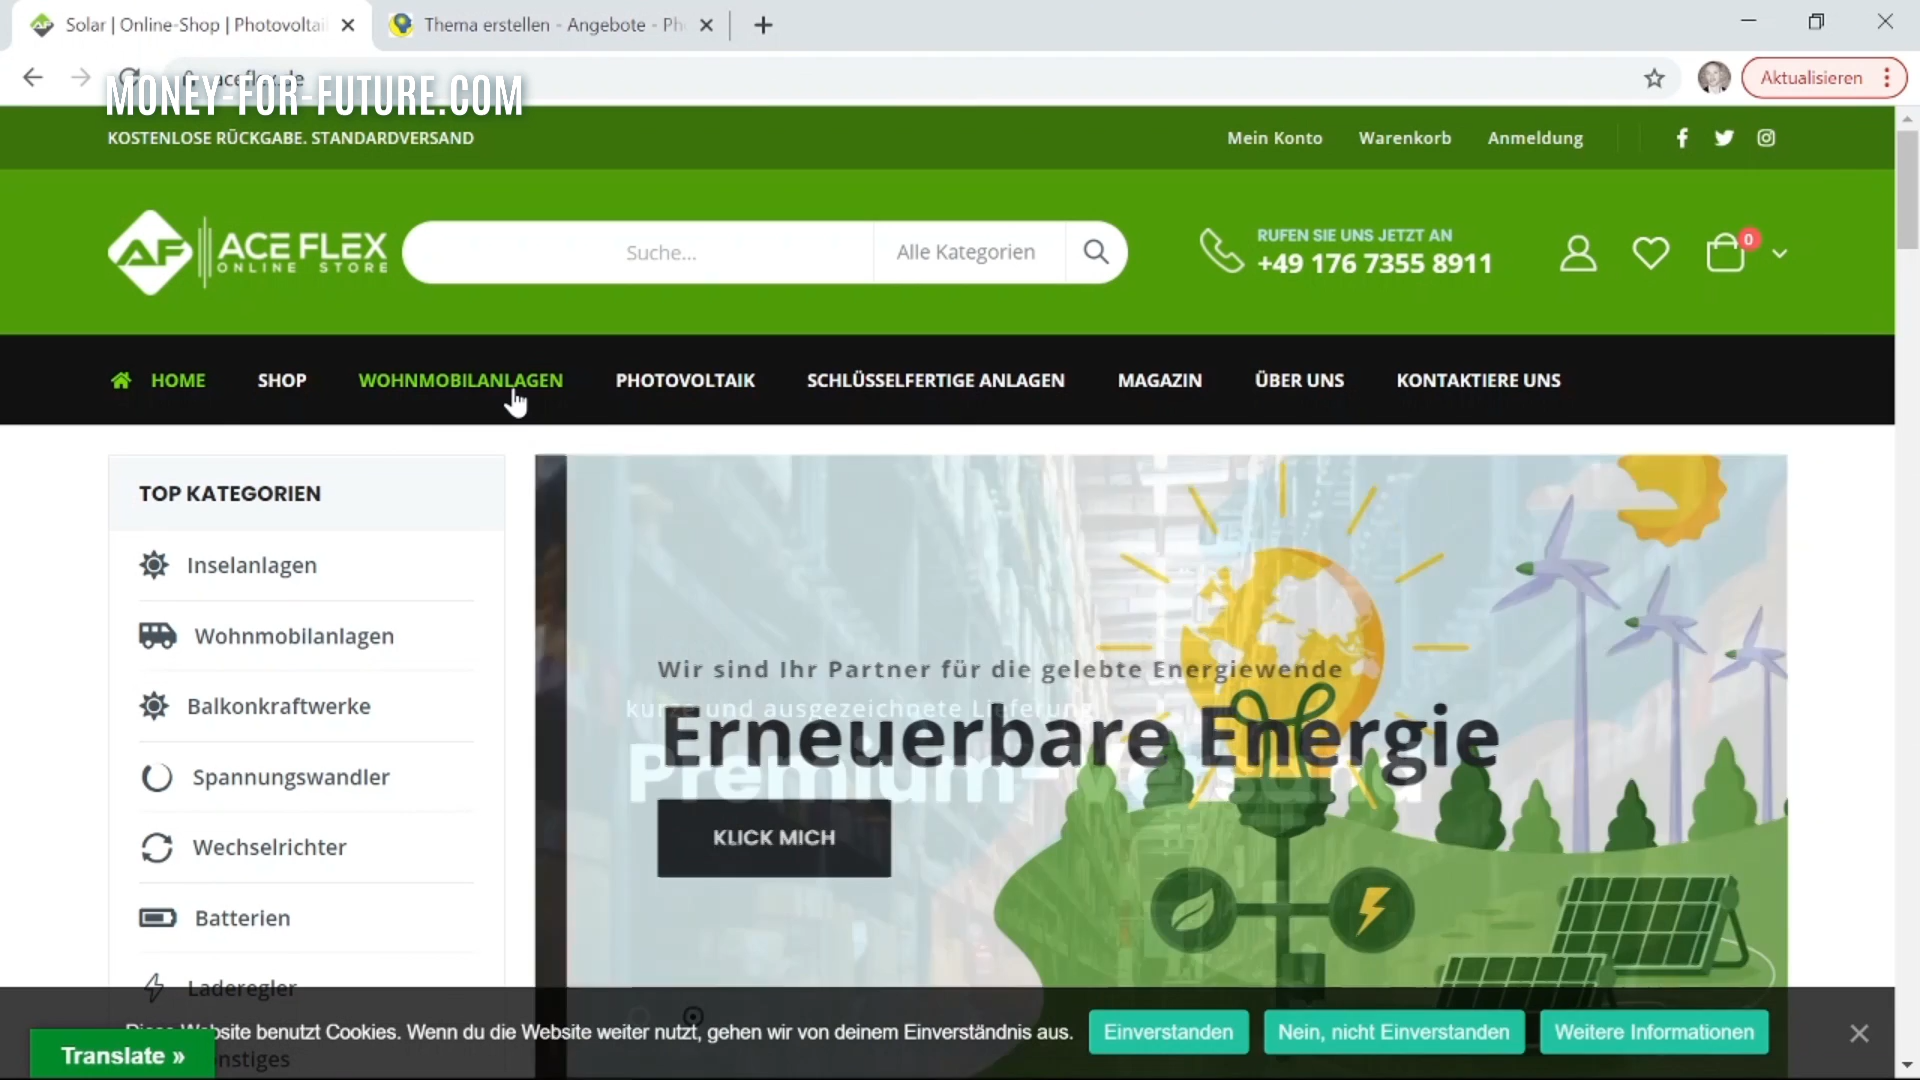 Solar | Online-Shop | Photovoltai
Thema erstellen - Angebote - Ph
aceflex.de
Aktualisieren
MONEY-FOR-FUTURE.COM
KOSTENLOSE RÜCKGABE. STANDARDVERSAND
Mein Konto
Warenkorb
Anmeldung
AF ACE FLEX
ONLINE STORE
Suche...
Alle Kategorien
RUFEN SIE UNS JETZT AN
+49 176 7355 8911
0
HOME
SHOP
WOHNMOBILANLAGEN
PHOTOVOLTAIK
SCHLÜSSELFERTIGE ANLAGEN
MAGAZIN
ÜBER UNS
KONTAKTIERE UNS
TOP KATEGORIEN
Inselanlagen
Wohnmobilanlagen
Balkonkraftwerke
Spannungswandler
Wechselrichter
Batterien
Laderegler
Wir sind Ihr Partner für die gelebte Energiewende
kurze und ausgezeichnete Lieferung
Erneuerbare Energie
Premium- Versand
KLICK MICH
Diese Website benutzt Cookies. Wenn du die Website weiter nutzt, gehen wir von deinem Einverständnis aus.
Einverstanden
Nein, nicht Einverstanden
Weitere Informationen
Translate »